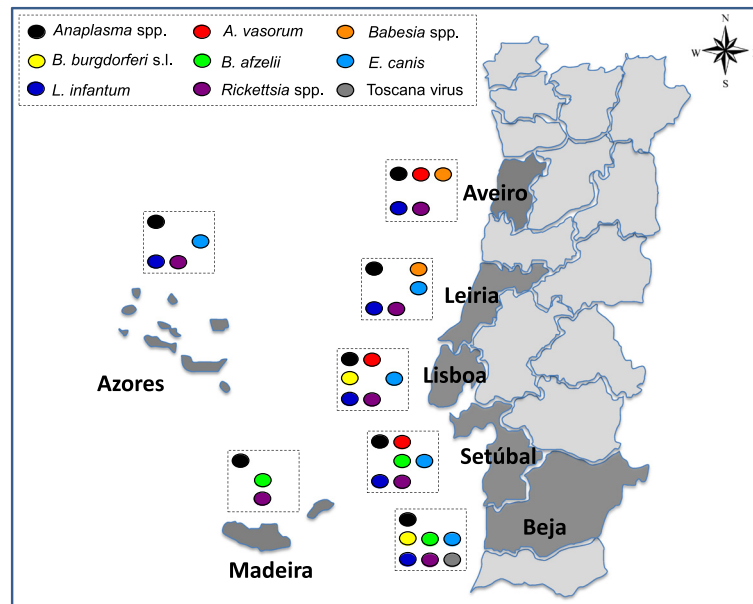 Anaplasma spp. A. vasorum Babesia spp.
B. burgdorferi s.l. B. afzelii E. canis
L. infantum Rickettsia spp. Toscana virus
N
W E
S
Aveiro
Leiria
Lisboa
Azores
Setúbal
Beja
Madeira